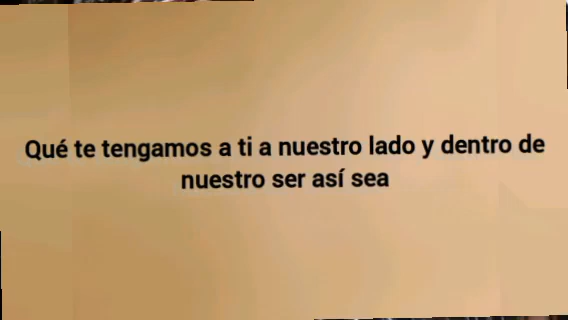 Qué te tengamos a ti a nuestro lado y dentro de
nuestro ser así sea